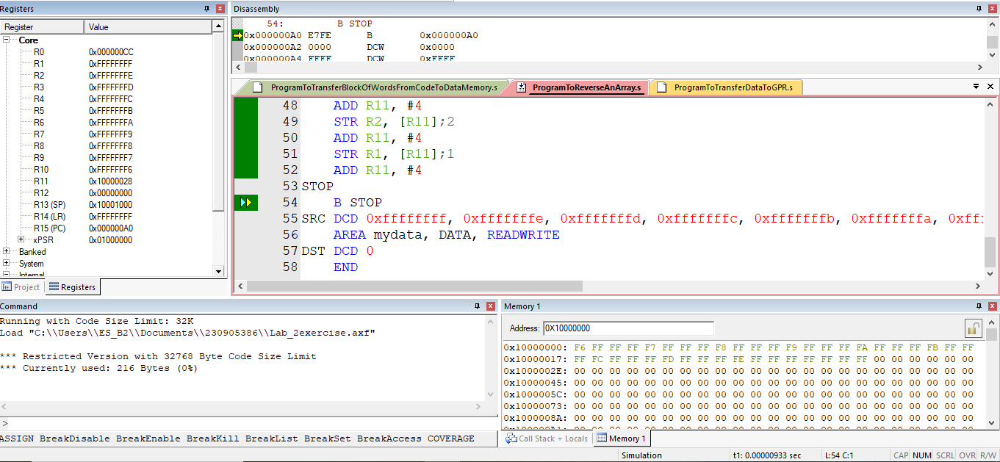 Registers
Register Value
Core
R0 0x000000CC
R1 0xFFFFFFFF
R2 0xFFFFFFFE
R3 0xFFFFFFFD
R4 0xFFFFFFFC
R5 0xFFFFFFFB
R6 0xFFFFFFFA
R7 0xFFFFFFF9
R8 0xFFFFFFF8
R9 0xFFFFFFF7
R10 0xFFFFFFF6
R11 0x10000028
R12 0x00000000
R13 (SP) 0x10001000
R14 (LR) 0xFFFFFFFF
R15 (PC) 0x000000A0
xPSR 0x01000000
Banked
System
Internal
Project Registers
Disassembly
54: B STOP
0x000000A0 E7FE B 0x000000A0
0x000000A2 0000 DCW 0x0000
0x000000A4 FFFF DCW 0xFFFF
ProgramToTransferBlockOfWordsFromCodeToDataMemory.s ProgramToReverseAnArray.s ProgramToTransferDataToGPR.s
48 ADD R11, #4
49 STR R2, [R11];2
50 ADD R11, #4
51 STR R1, [R11];1
52 ADD R11, #4
53 STOP
54 B STOP
55 SRC DCD 0xffffffff, 0xfffffffe, 0xfffffffd, 0xfffffffc, 0xfffffffb, 0xfffffffa, 0xfff
56 AREA mydata, DATA, READWRITE
57 DST DCD 0
58 END
Command
Running with Code Size Limit: 32K
Load "C:\\Users\\ES_B2\\Documents\\230905386\\Lab_2exercise.axf"
*** Restricted Version with 32768 Byte Code Size Limit
*** Currently used: 216 Bytes (0%)
>
ASSIGN BreakDisable BreakEnable BreakKill BreakList BreakSet BreakAccess COVERAGE
Memory 1
Address: 0X10000000
0x10000000: F6 FF FF FF F7 FF FF FF F8 FF FF FF F9 FF FF FF FA FF FF FF FB FF FF
0x10000017: FF FC FF FF FF FD FF FF FF FE FF FF FF FF FF FF FF 00 00 00 00 00 00
0x1000002E: 00 00 00 00 00 00 00 00 00 00 00 00 00 00 00 00 00 00 00 00 00 00 00
0x10000045: 00 00 00 00 00 00 00 00 00 00 00 00 00 00 00 00 00 00 00 00 00 00 00
0x1000005C: 00 00 00 00 00 00 00 00 00 00 00 00 00 00 00 00 00 00 00 00 00 00 00
0x10000073: 00 00 00 00 00 00 00 00 00 00 00 00 00 00 00 00 00 00 00 00 00 00 00
0x1000008A: 00 00 00 00 00 00 00 00 00 00 00 00 00 00 00 00 00 00 00 00 00 00 00
Call Stack + Locals Memory 1
Simulation t1: 0.00000933 sec L:54 C:1 CAP NUM SCRL OVR R/W